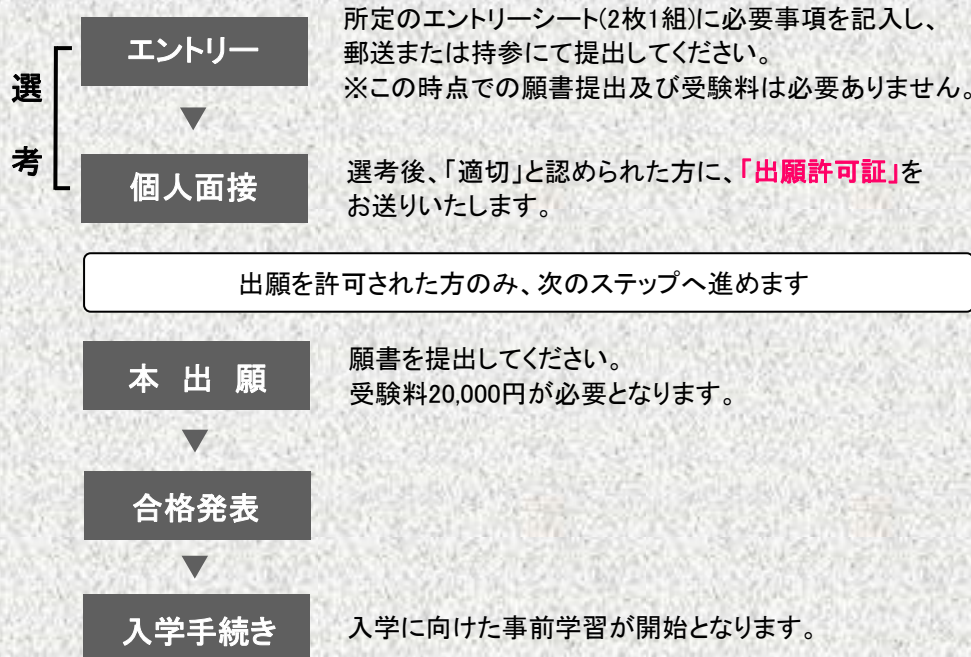 選考
エントリー
所定のエントリーシート(2枚1組)に必要事項を記入し、
郵送または持参にて提出してください。
※この時点での願書提出及び受験料は必要ありません。
▼
個人面接
選考後、「適切」と認められた方に、「出願許可証」を
お送りいたします。
出願を許可された方のみ、次のステップへ進めます
本 出 願
願書を提出してください。
受験料20,000円が必要となります。
▼
合格発表
▼
入学手続き
入学に向けた事前学習が開始となります。